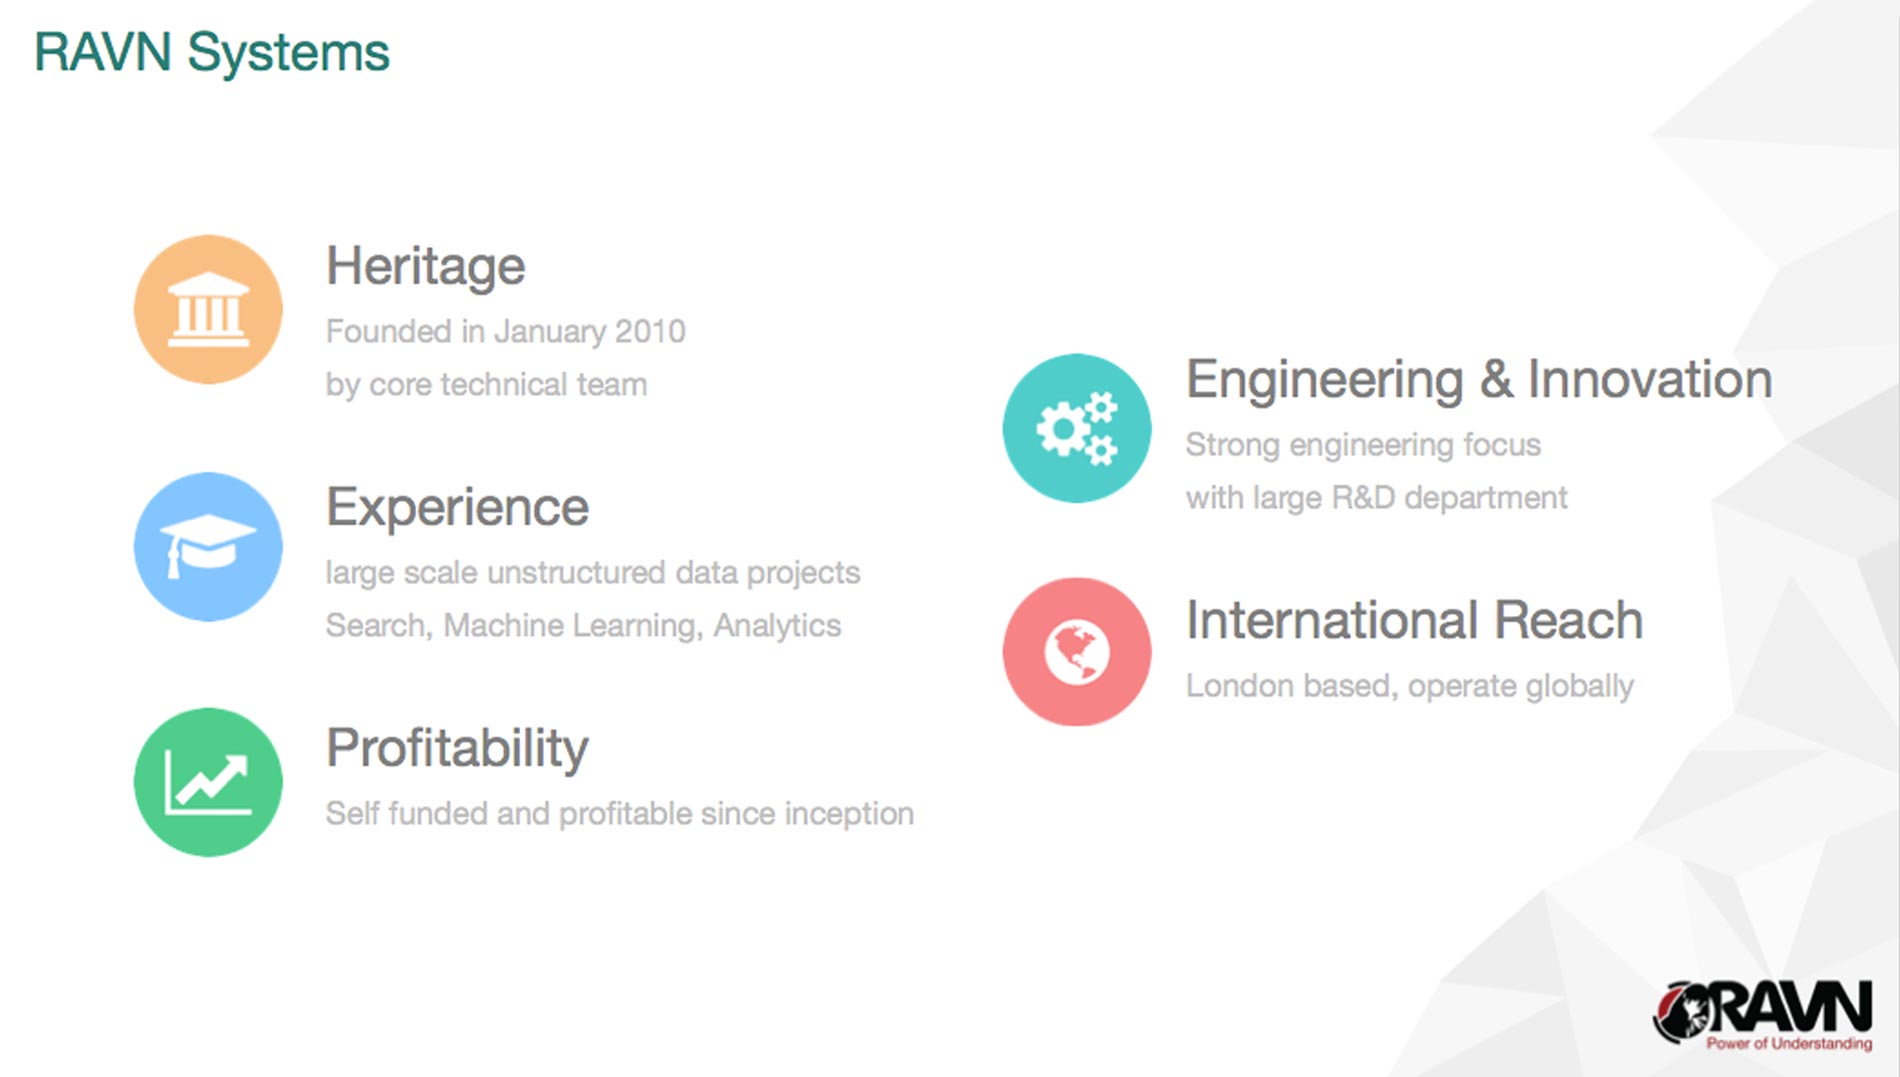 RAVN Systems
Heritage
Founded in January 2010
by core technical team
Experience
large scale unstructured data projects
Search, Machine Learning, Analytics
Profitability
Self funded and profitable since inception
Engineering & Innovation
Strong engineering focus
with large R&D department
International Reach
London based, operate globally
RAVN
Power of Understanding